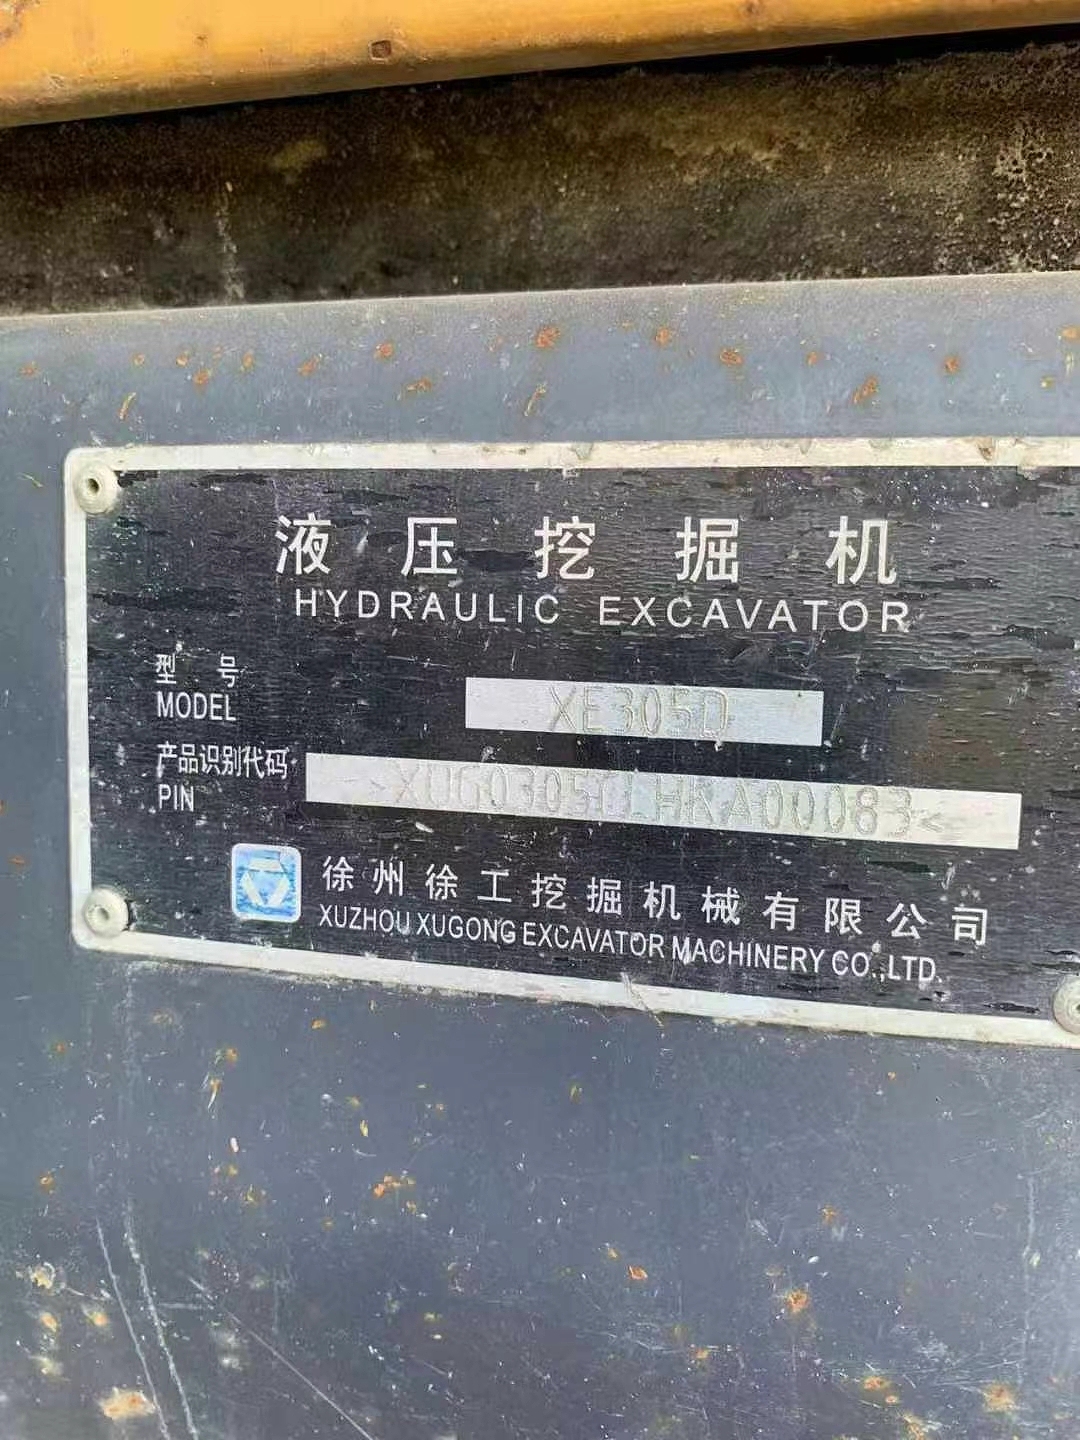 液压挖掘机
HYDRAULIC EXCAVATOR
型号
MODEL XE305D
产品识别代码
PIN
徐州徐工挖掘机械有限公司
XUZHOU XUGONG EXCAVATOR MACHINERY CO.,LTD.